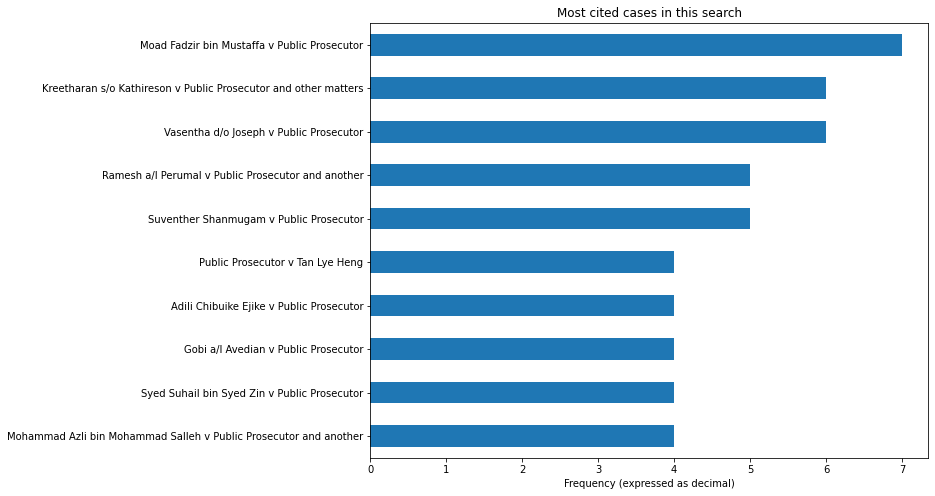 Most cited cases in this search
Moad Fadzir bin Mustaffa v Public Prosecutor
Kreetharan s/o Kathireson v Public Prosecutor and other matters
Vasentha d/o Joseph v Public Prosecutor
Ramesh a/l Perumal v Public Prosecutor and another
Suventher Shanmugam v Public Prosecutor
Public Prosecutor v Tan Lye Heng
Adili Chibuike Ejike v Public Prosecutor
Gobi a/l Avedian v Public Prosecutor
Syed Suhail bin Syed Zin v Public Prosecutor
Mohammad Azli bin Mohammad Salleh v Public Prosecutor and another
0 1 2 3 4 5 6 7
Frequency (expressed as decimal)